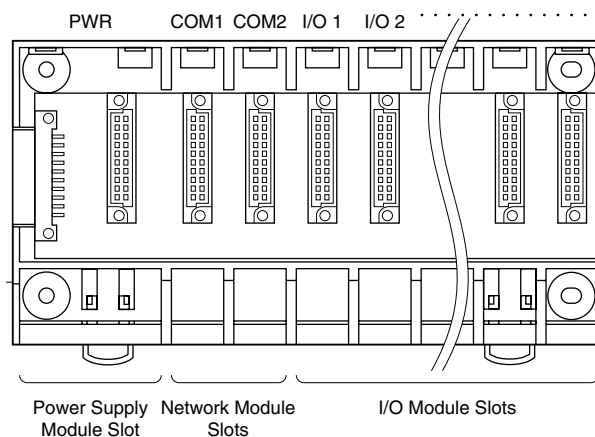 PWR COM1 COM2 I/O 1 I/O 2 . . . . . . . . . . . . . . . .
Power Supply
Module Slot
Network Module
Slots
I/O Module Slots